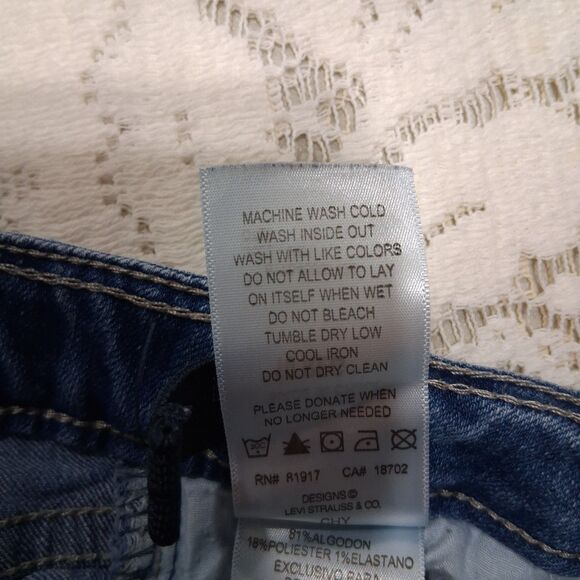 MACHINE WASH COLD
WASH INSIDE OUT
WASH WITH LIKE COLORS
DO NOT ALLOW TO LAY
ON ITSELF WHEN WET
DO NOT BLEACH
TUMBLE DRY LOW
COOL IRON
DO NOT DRY CLEAN
PLEASE DONATE WHEN
NO LONGER NEEDED
RN# 81917 CA# 18702
DESIGNS ©
LEVI STRAUSS & CO.
CHY
81% ALGODON
18%POLIESTER 1%ELASTANO
EXCLUSIVO PARA